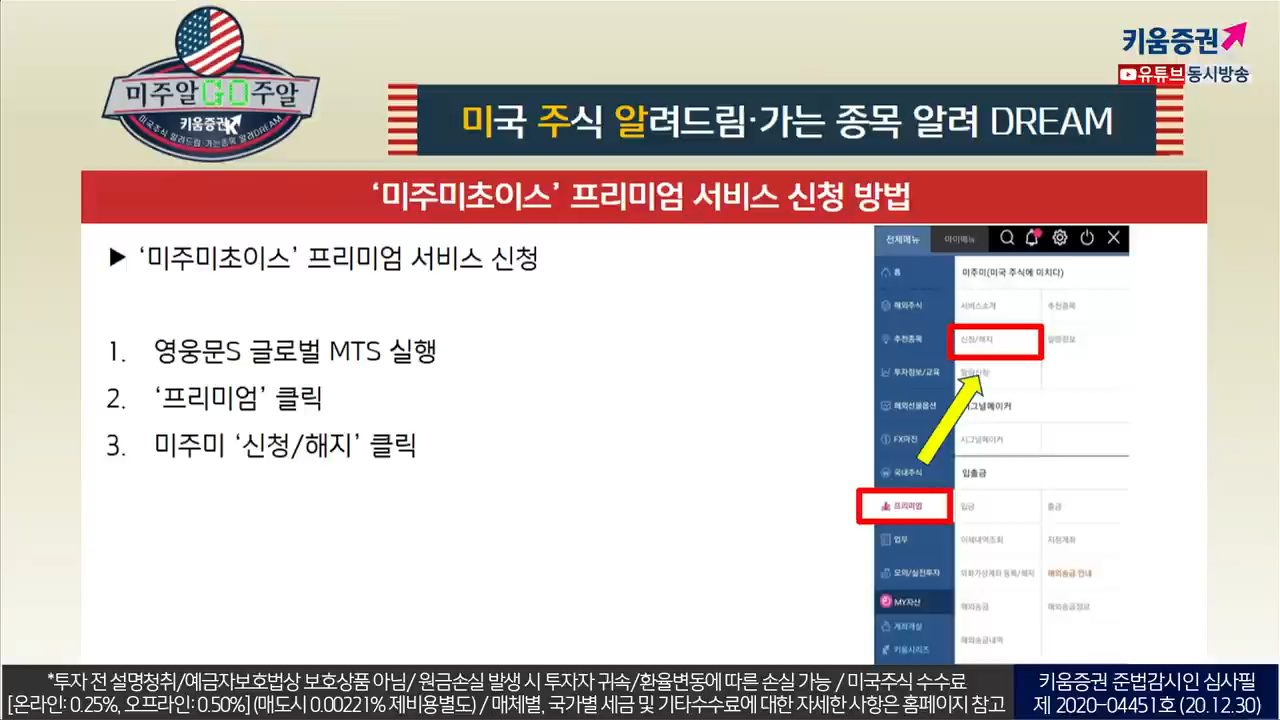 미주알GO주알
키움증권
미국주식 알려드림·가는종목 알려DREAM
키움증권
유튜브동시방송
미국 주식 알려드림·가는 종목 알려 DREAM
‘미주미초이스’ 프리미엄 서비스 신청 방법
▶ ‘미주미초이스’ 프리미엄 서비스 신청
1. 영웅문S 글로벌 MTS 실행
2. ‘프리미엄’ 클릭
3. 미주미 ‘신청/해지’ 클릭
전체메뉴 마이메뉴
홈 미주미(미국 주식에 미치다)
해외주식 서비스소개 추천종목
추천종목 신청/해지 알림정보
투자정보/교육 알림신청
해외선물옵션 시그널메이커
FX마진 시그널메이커
국내주식 입출금
프리미엄 입금 출금
업무 이체내역조회 지정계좌
모의/실전투자 외화가상계좌 등록/해지 해외송금 안내
MY자산 해외송금 해외송금정보
계좌개설 해외송금내역
키움시리즈
*투자 전 설명청취/예금자보호법상 보호상품 아님/ 원금손실 발생 시 투자자 귀속/환율변동에 따른 손실 가능 / 미국주식 수수료
[온라인: 0.25%, 오프라인: 0.50%] (매도시 0.00221% 제비용별도) / 매체별, 국가별 세금 및 기타수수료에 대한 자세한 사항은 홈페이지 참고
키움증권 준법감시인 심사필
제 2020-04451호 (20.12.30)